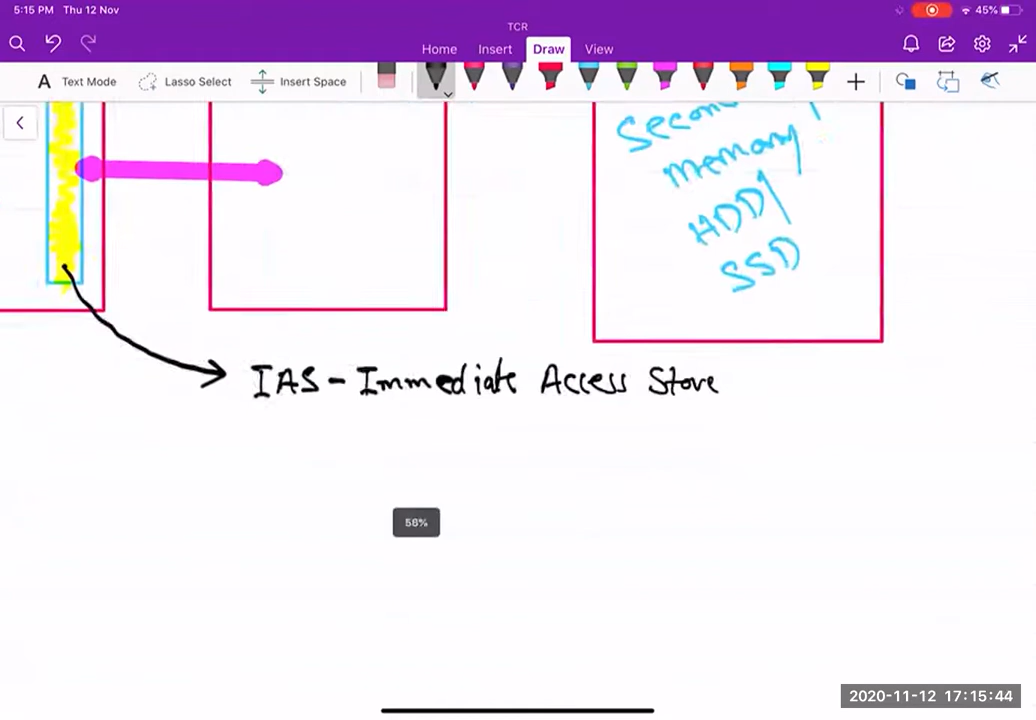 5:15 PM Thu 12 Nov
45%
TCR
Home Insert Draw View
A Text Mode Lasso Select Insert Space
memory
HDD/
SSD
IAS - Immediate Access Store
56%
2020-11-12 17:15:44